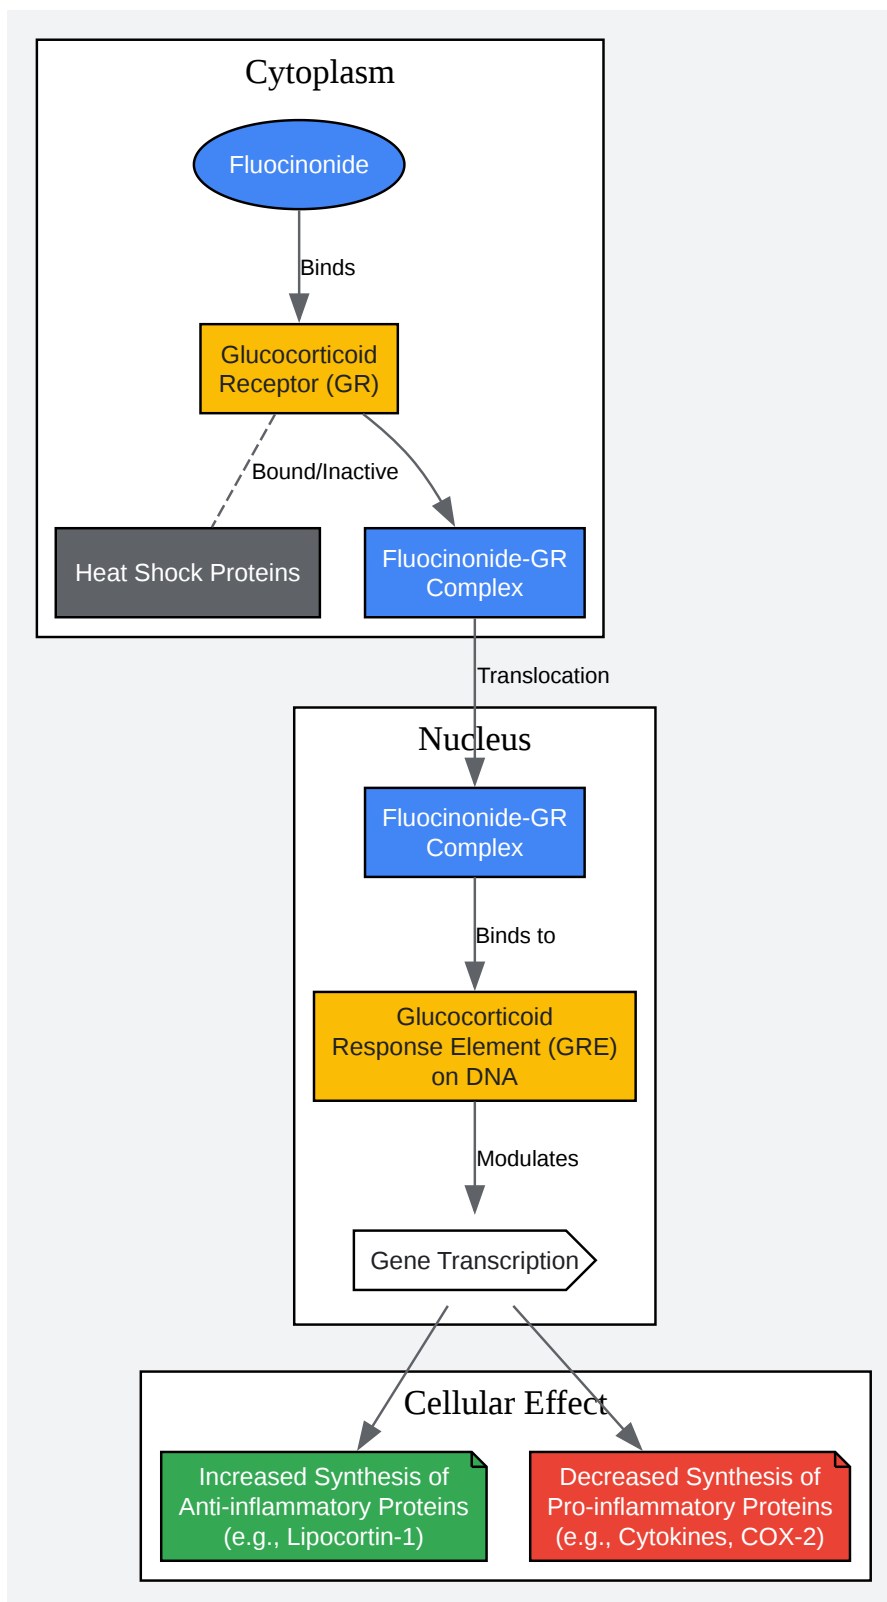 Cytoplasm
Fluocinonide
Binds
Glucocorticoid
Receptor (GR)
Bound/Inactive
Heat Shock Proteins
Fluocinonide-GR
Complex
Translocation
Nucleus
Fluocinonide-GR
Complex
Binds to
Glucocorticoid
Response Element (GRE)
on DNA
Modulates
Gene Transcription
Cellular Effect
Increased Synthesis of
Anti-inflammatory Proteins
(e.g., Lipocortin-1)
Decreased Synthesis of
Pro-inflammatory Proteins
(e.g., Cytokines, COX-2)